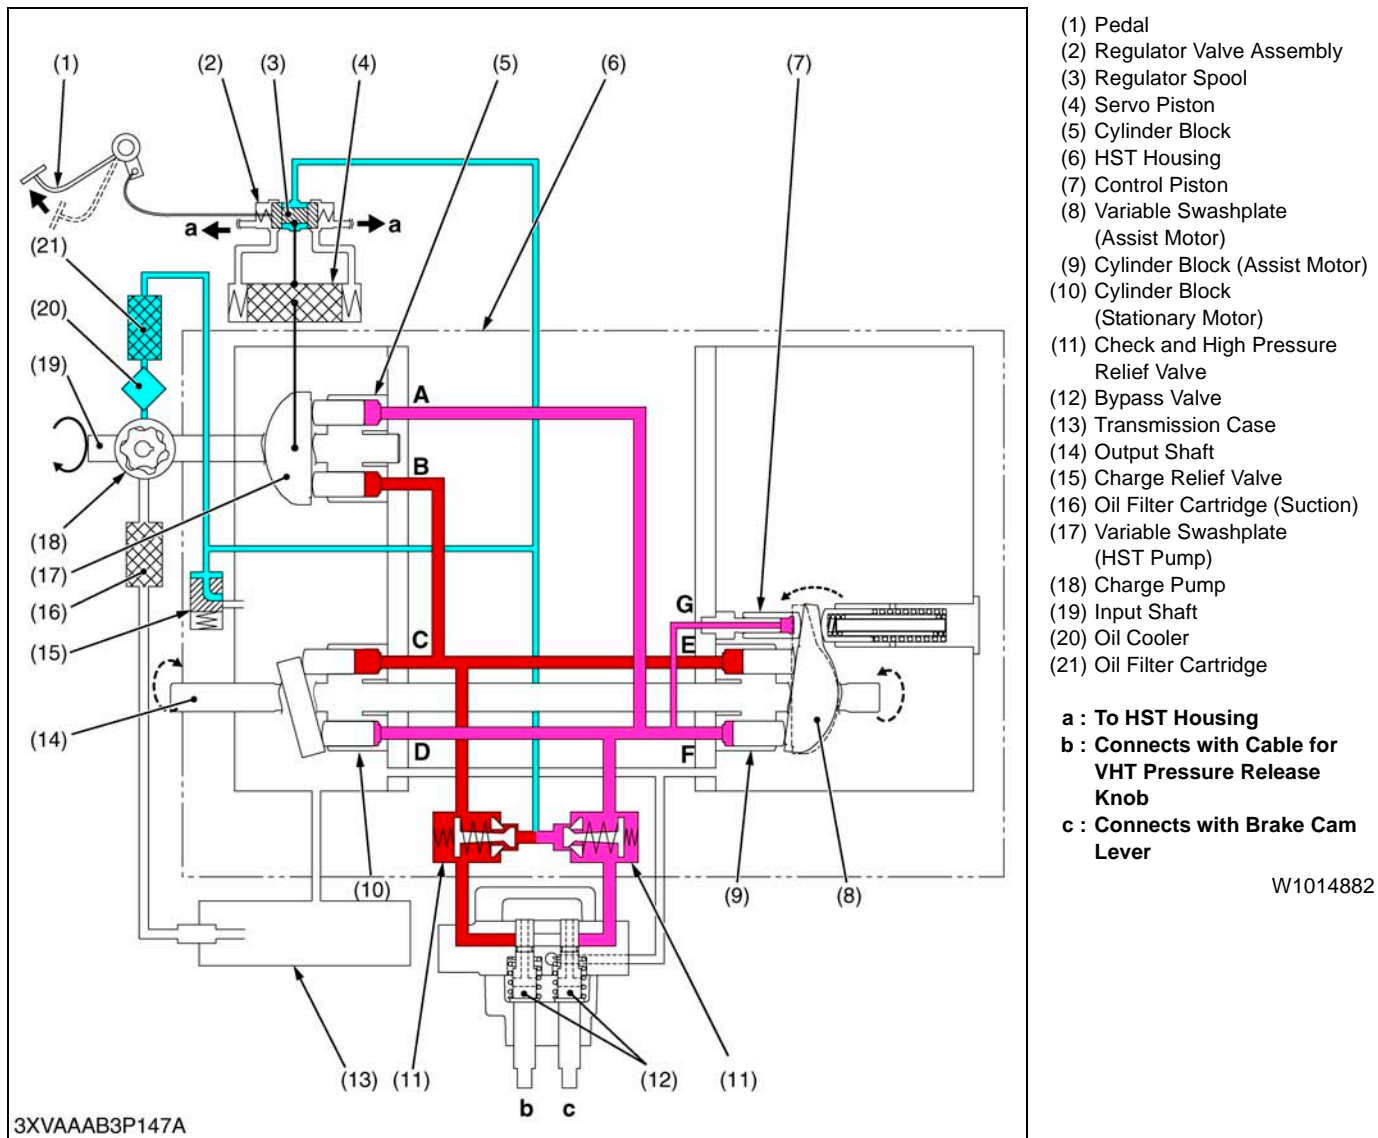 (1)
(2)
(3)
(4)
(5)
(6)
(7)
a
a
(21)
(20)
(19)
A
B
(18)
(17)
(16)
(15)
G
C
E
(14)
D
F
(10)
(9)
(8)
(13)
(11)
(12)
(11)
b
c
3XVAAAB3P147A
(1) Pedal
(2) Regulator Valve Assembly
(3) Regulator Spool
(4) Servo Piston
(5) Cylinder Block
(6) HST Housing
(7) Control Piston
(8) Variable Swashplate
(Assist Motor)
(9) Cylinder Block (Assist Motor)
(10) Cylinder Block
(Stationary Motor)
(11) Check and High Pressure
Relief Valve
(12) Bypass Valve
(13) Transmission Case
(14) Output Shaft
(15) Charge Relief Valve
(16) Oil Filter Cartridge (Suction)
(17) Variable Swashplate
(HST Pump)
(18) Charge Pump
(19) Input Shaft
(20) Oil Cooler
(21) Oil Filter Cartridge
a : To HST Housing
b : Connects with Cable for
VHT Pressure Release
Knob
c : Connects with Brake Cam
Lever
W1014882